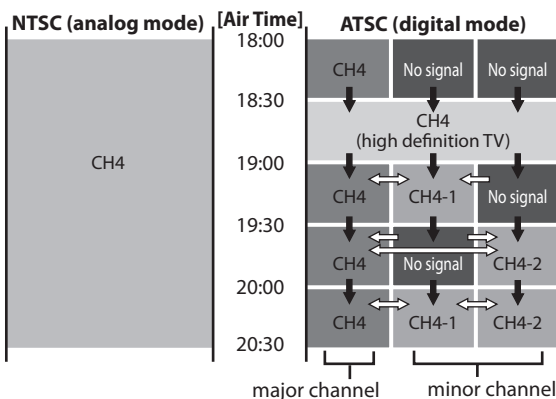 NTSC (analog mode) [Air Time] ATSC (digital mode)
18:00
CH4 No signal No signal
18:30
CH4
(high definition TV)
19:00
CH4
CH4 CH4-1 No signal
19:30
CH4 No signal CH4-2
20:00
CH4 CH4-1 CH4-2
20:30
major channel minor channel